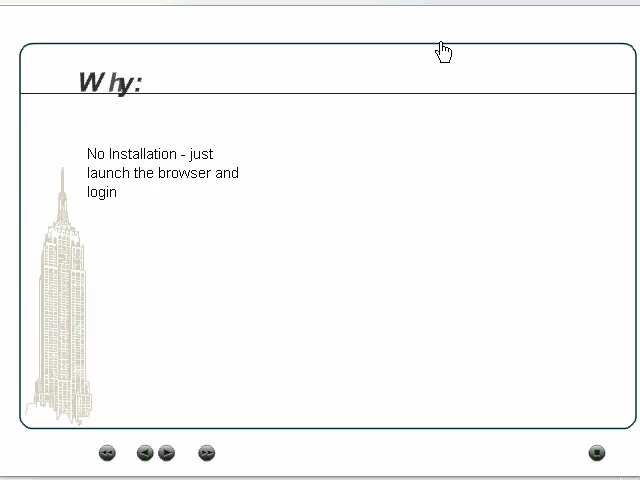 Why:
No Installation - just
launch the browser and
login